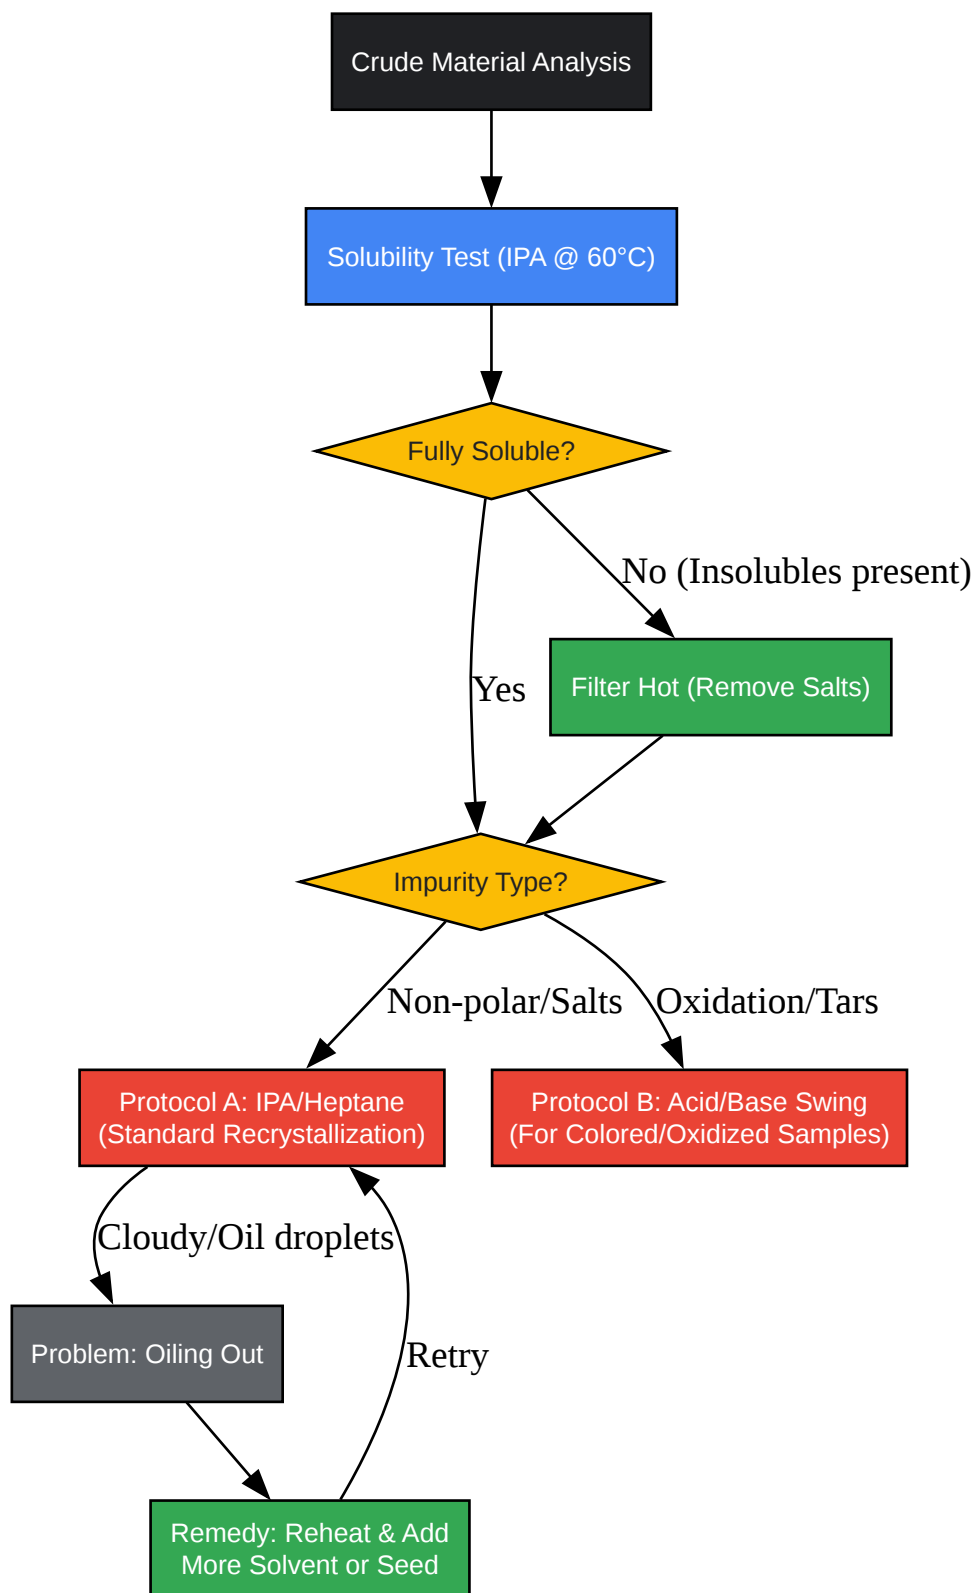 Crude Material Analysis
Solubility Test (IPA @ 60°C)
Fully Soluble?
No (Insolubles present)
Filter Hot (Remove Salts)
Yes
Impurity Type?
Non-polar/Salts
Oxidation/Tars
Protocol A: IPA/Heptane
(Standard Recrystallization)
Protocol B: Acid/Base Swing
(For Colored/Oxidized Samples)
Cloudy/Oil droplets
Problem: Oiling Out
Retry
Remedy: Reheat & Add
More Solvent or Seed